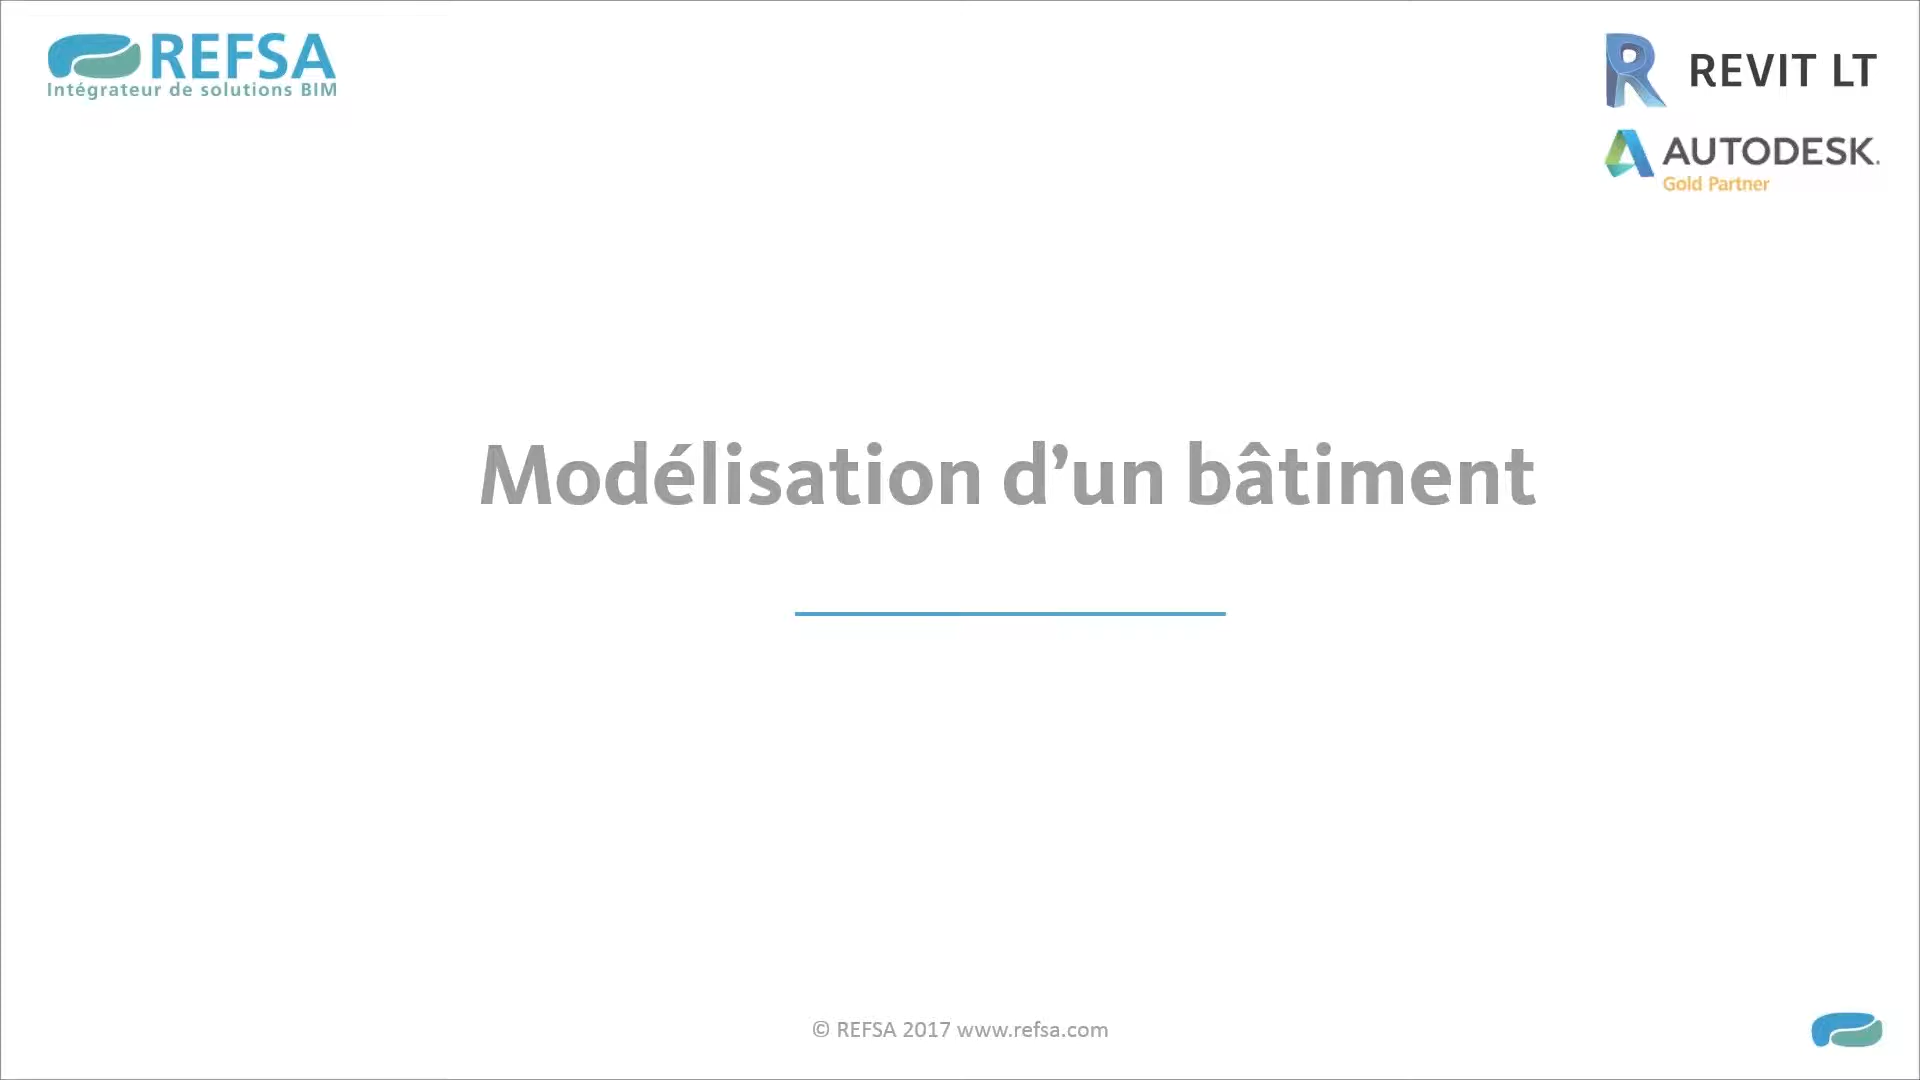 REFSA
Intégrateur de solutions BIM
REVIT LT
AUTODESK.
Gold Partner
Modélisation d’un bâtiment
© REFSA 2017 www.refsa.com